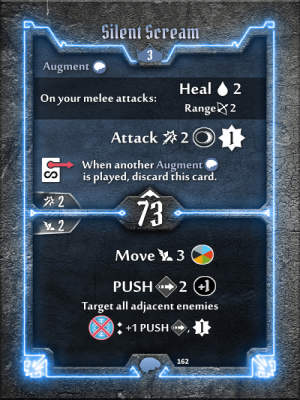 Silent Scream
3
Augment
On your melee attacks:
Heal 2
Range 2
Attack 2 1
When another Augment
is played, discard this card.
2
73
2
Move 3
PUSH 2 +1
Target all adjacent enemies
: +1 PUSH , 1
162